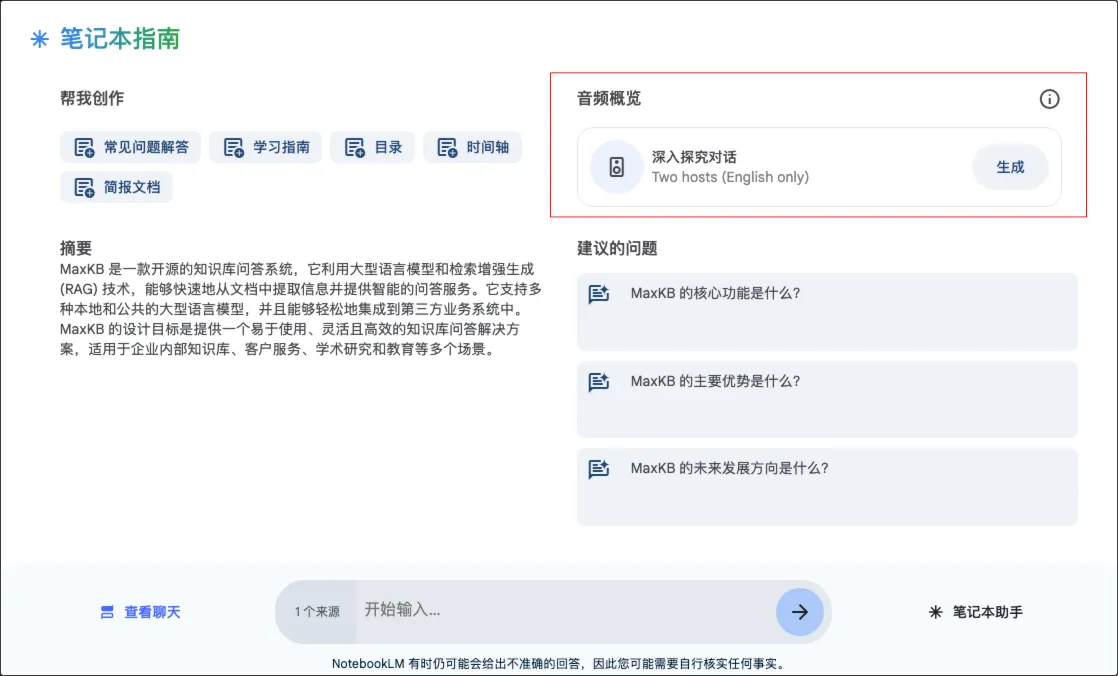 笔记本指南
帮我创作
常见问题解答
学习指南
目录
时间轴
简报文档
音频概览
深入探究对话
Two hosts (English only)
生成
摘要
MaxKB 是一款开源的知识库问答系统，它利用大型语言模型和检索增强生成
(RAG) 技术，能够快速地从文档中提取信息并提供智能的问答服务。它支持多
种本地和公共的大型语言模型，并且能够轻松地集成到第三方业务系统中。
MaxKB 的设计目标是提供一个易于使用、灵活且高效的知识库问答解决方
案，适用于企业内部知识库、客户服务、学术研究和教育等多个场景。
建议的问题
MaxKB 的核心功能是什么？
MaxKB 的主要优势是什么？
MaxKB 的未来发展方向是什么？
查看聊天
1 个来源
开始输入...
笔记本助手
NotebookLM 有时仍可能会给出不准确的回答，因此您可能需要自行核实任何事实。